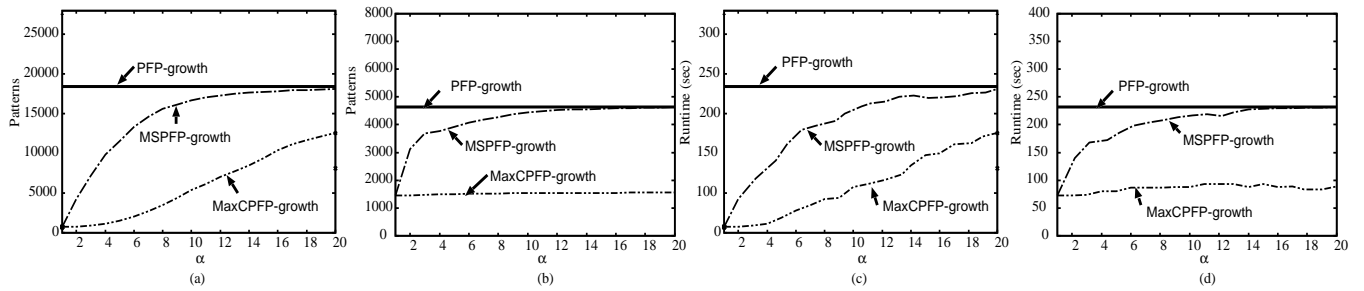 25000
20000
15000
10000
5000
0
Patterns
PFP-growth
MSPFP-growth
MaxCPFP-growth
2 4 6 8 10 12 14 16 18 20
α
(a)
8000
7000
6000
5000
4000
3000
2000
1000
0
Patterns
PFP-growth
MSPFP-growth
MaxCPFP-growth
2 4 6 8 10 12 14 16 18 20
α
(b)
300
250
200
150
100
0
Runtime (sec)
PFP-growth
MSPFP-growth
MaxCPFP-growth
2 4 6 8 10 12 14 16 18 20
α
(c)
400
350
300
250
200
150
100
50
0
Runtime (sec)
PFP-growth
MSPFP-growth
MaxCPFP-growth
2 4 6 8 10 12 14 16 18 20
α
(d)